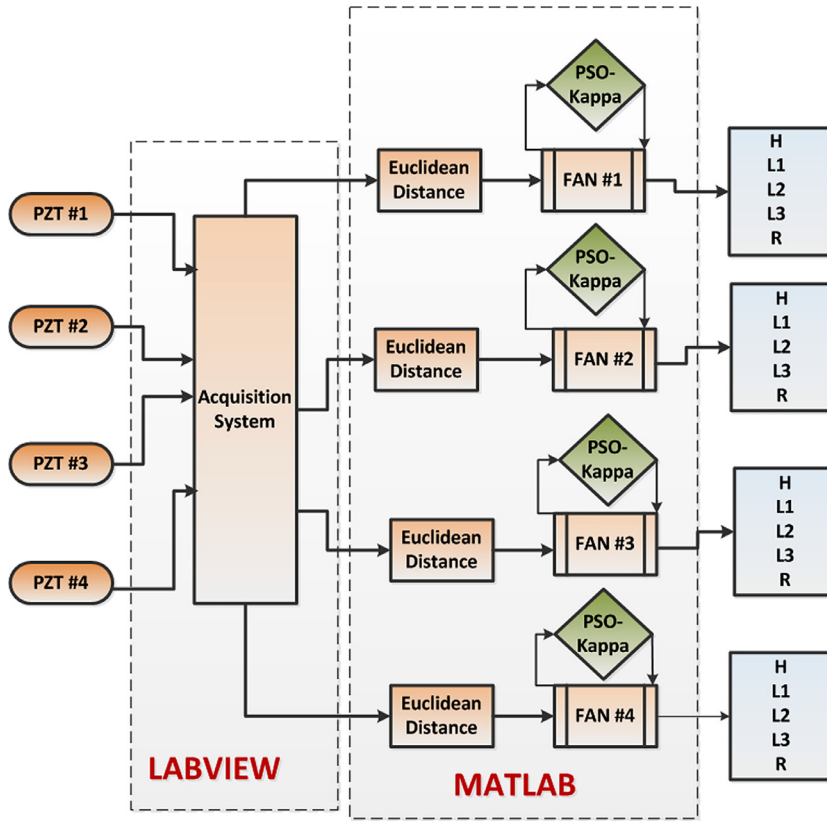 PZT #1
PZT #2
PZT #3
PZT #4
Acquisition
System
LABVIEW
PSO-
Kappa
Euclidean
Distance
FAN #1
H
L1
L2
L3
R
PSO-
Kappa
Euclidean
Distance
FAN #2
H
L1
L2
L3
R
PSO-
Kappa
Euclidean
Distance
FAN #3
H
L1
L2
L3
R
PSO-
Kappa
Euclidean
Distance
FAN #4
H
L1
L2
L3
R
MATLAB